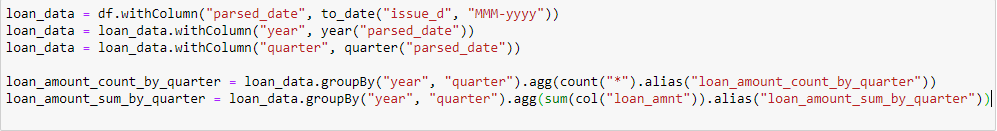 loan_data = df.withColumn("parsed_date", to_date("issue_d", "MMM-yyyy"))
loan_data = loan_data.withColumn("year", year("parsed_date"))
loan_data = loan_data.withColumn("quarter", quarter("parsed_date"))
loan_amount_count_by_quarter = loan_data.groupBy("year", "quarter").agg(count("*").alias("loan_amount_count_by_quarter"))
loan_amount_sum_by_quarter = loan_data.groupBy("year", "quarter").agg(sum(col("loan_amnt")).alias("loan_amount_sum_by_quarter"))